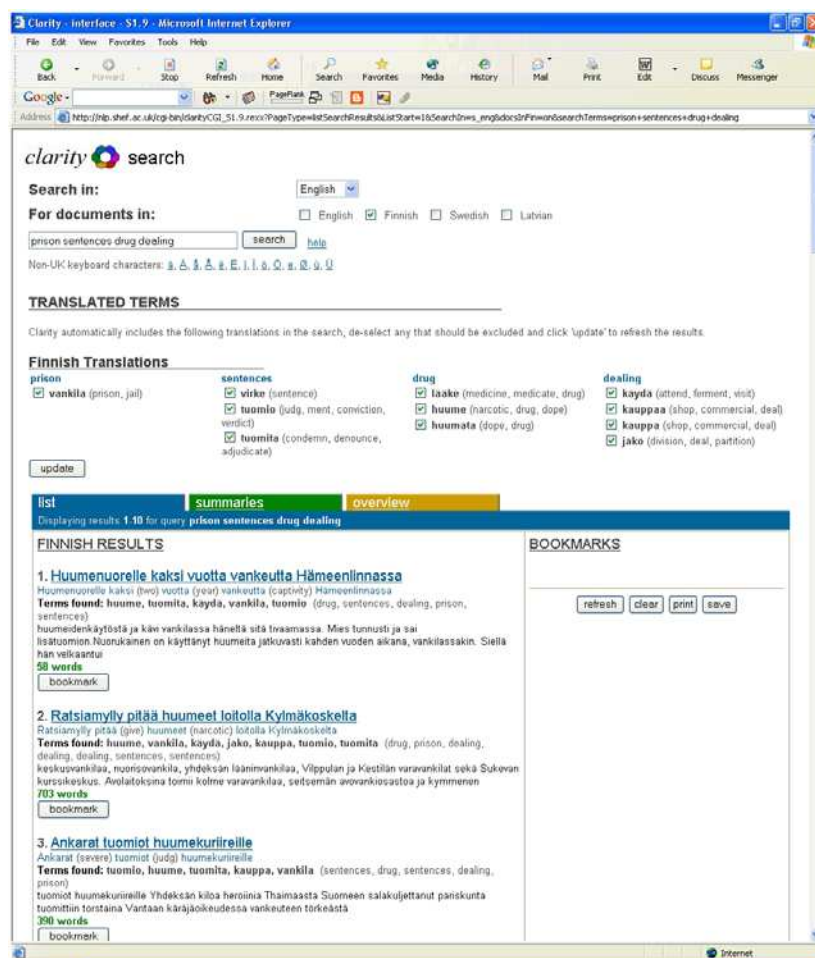 Clarity - interface - S1.9 - Microsoft Internet Explorer
File Edit View Favorites Tools Help
Back Forward Stop Refresh Home Search Favorites Media History Mail Print Edit Discuss Messenger
Google - PageRank
Address http://nlp.shef.ac.uk/cgi-bin/clarityCGI_S1.9.rexx?PageType=listSearchResults&ListStart=1&SearchIn=s_eng&docsInFin=on&searchTerms=prison+sentences+drug+dealing
clarity search
Search in: English
For documents in: English Finnish Swedish Latvian
prison sentences drug dealing search help
Non-UK keyboard characters:
TRANSLATED TERMS
Clarity automatically includes the following translations in the search, de-select any that should be excluded and click 'update' to refresh the results.
Finnish Translations
prison sentences drug dealing
vankila (prison, jail) virke (sentence) laake (medicine, medicate, drug) kayda (attend, ferment, visit)
tuomio (judg, ment, conviction, verdict) huume (narcotic, drug, dope) kauppaa (shop, commercial, deal)
tuomita (condemn, denounce, adjudicate) huumata (dope, drug) kauppa (shop, commercial, deal)
jako (division, deal, partition)
update
list summaries overview
Displaying results 1-10 for query prison sentences drug dealing
FINNISH RESULTS
1. Huumenuorelle kaksi vuotta vankeutta Hämeenlinnassa
Huumenuorelle kaksi (two) vuotta (year) vankeutta (captivity) Hämeenlinnassa
Terms found: huume, tuomita, kayda, vankila, tuomio (drug, sentences, dealing, prison,
sentences)
huumeidenkäytöstä ja kävi vankilassa häneltä sitä tivaamassa. Mies tunnusti ja sai
lisätuomion.Nuorukainen on käyttänyt huumeita jatkuvasti kahden vuoden aikana, vankilassakin. Siellä
hän velkaantui
58 words
bookmark
2. Ratsiamylly pitää huumeet loitolla Kylmäkoskelta
Ratsiamylly pitää (give) huumeet (narcotic) loitolla Kylmäkoskelta
Terms found: huume, vankila, kayda, jako, kauppa, tuomio, tuomita (drug, prison, dealing,
dealing, dealing, sentences, sentences)
keskusvankilaa, nuorisovankila, yhdeksän lääninvankilaa, Vilppulan ja Kestilän varavankilat sekä Sukevan
kurssikeskus. Avolaitoksina toimii kolme varavankilaa, seitsemän avovankiosastoa ja kymmenen
703 words
bookmark
3. Ankarat tuomiot huumekuriireille
Ankarat (severe) tuomiot (judg) huumekuriireille
Terms found: tuomio, huume, tuomita, kauppa, vankila (sentences, drug, sentences, dealing,
prison)
tuomiot huumekuriireille Yhdeksän kiloa heroiinia Thaimaasta Suomeen salakuljettanut pariskunta
tuomittiin torstaina Vantaan käräjäoikeudessa vankeuteen törkeästä
390 words
bookmark
BOOKMARKS
refresh clear print save
Internet